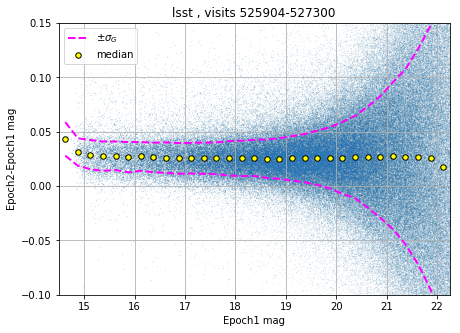 lsst , visits 525904-527300
±σG
median
Epoch2-Epoch1 mag
0.15
0.10
0.05
0.00
−0.05
−0.10
15 16 17 18 19 20 21 22
Epoch1 mag